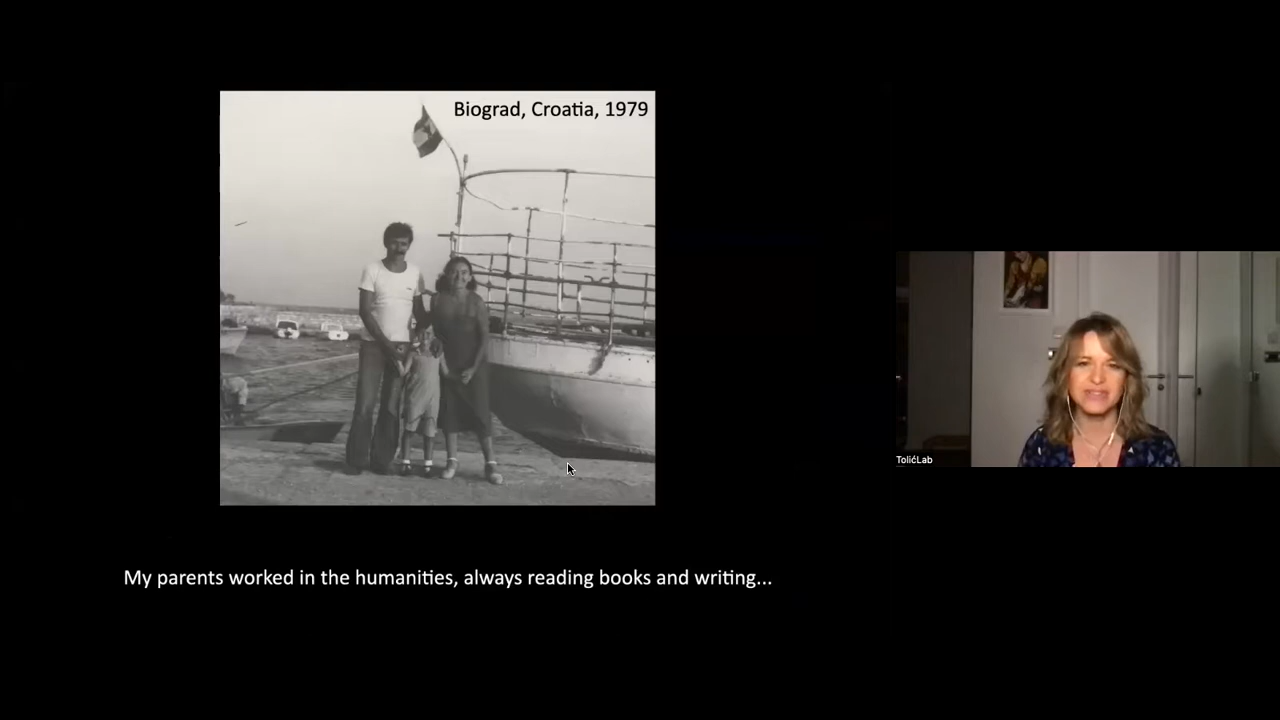 Biograd, Croatia, 1979
TolićLab
My parents worked in the humanities, always reading books and writing...